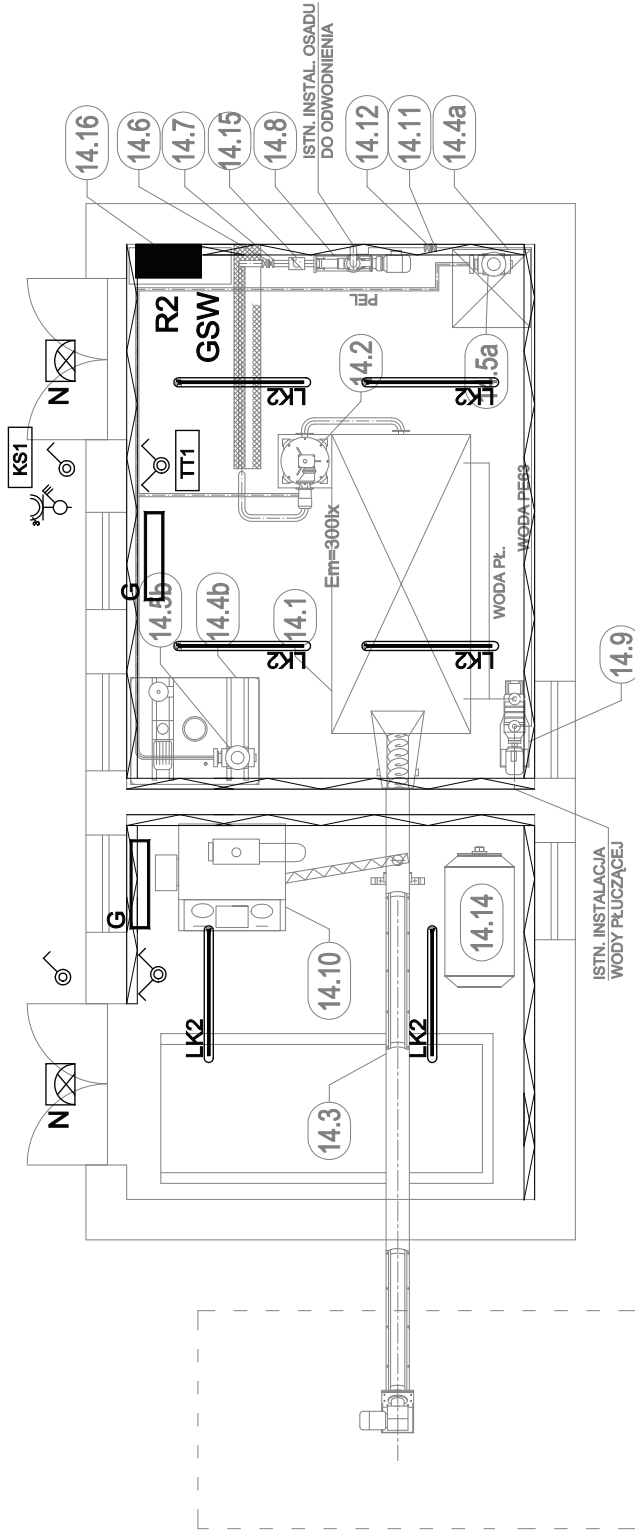 14.16
14.6
14.7
14.15
14.8
ISTN. INSTAL. OSADU
DO ODWODNIENIA
14.12
14.11
14.4a
KS1
N
R2
GSW
PEL
TT1
LK2
14.2
LK2
14.5a
G
Em=300lx
14.5b
14.4b
14.1
LK2
LK2
WODA PŁ.
WODA PE63
14.9
G
14.10
14.14
ISTN. INSTALACJA
WODY PŁUCZĄCEJ
N
LK2
14.3
LK2